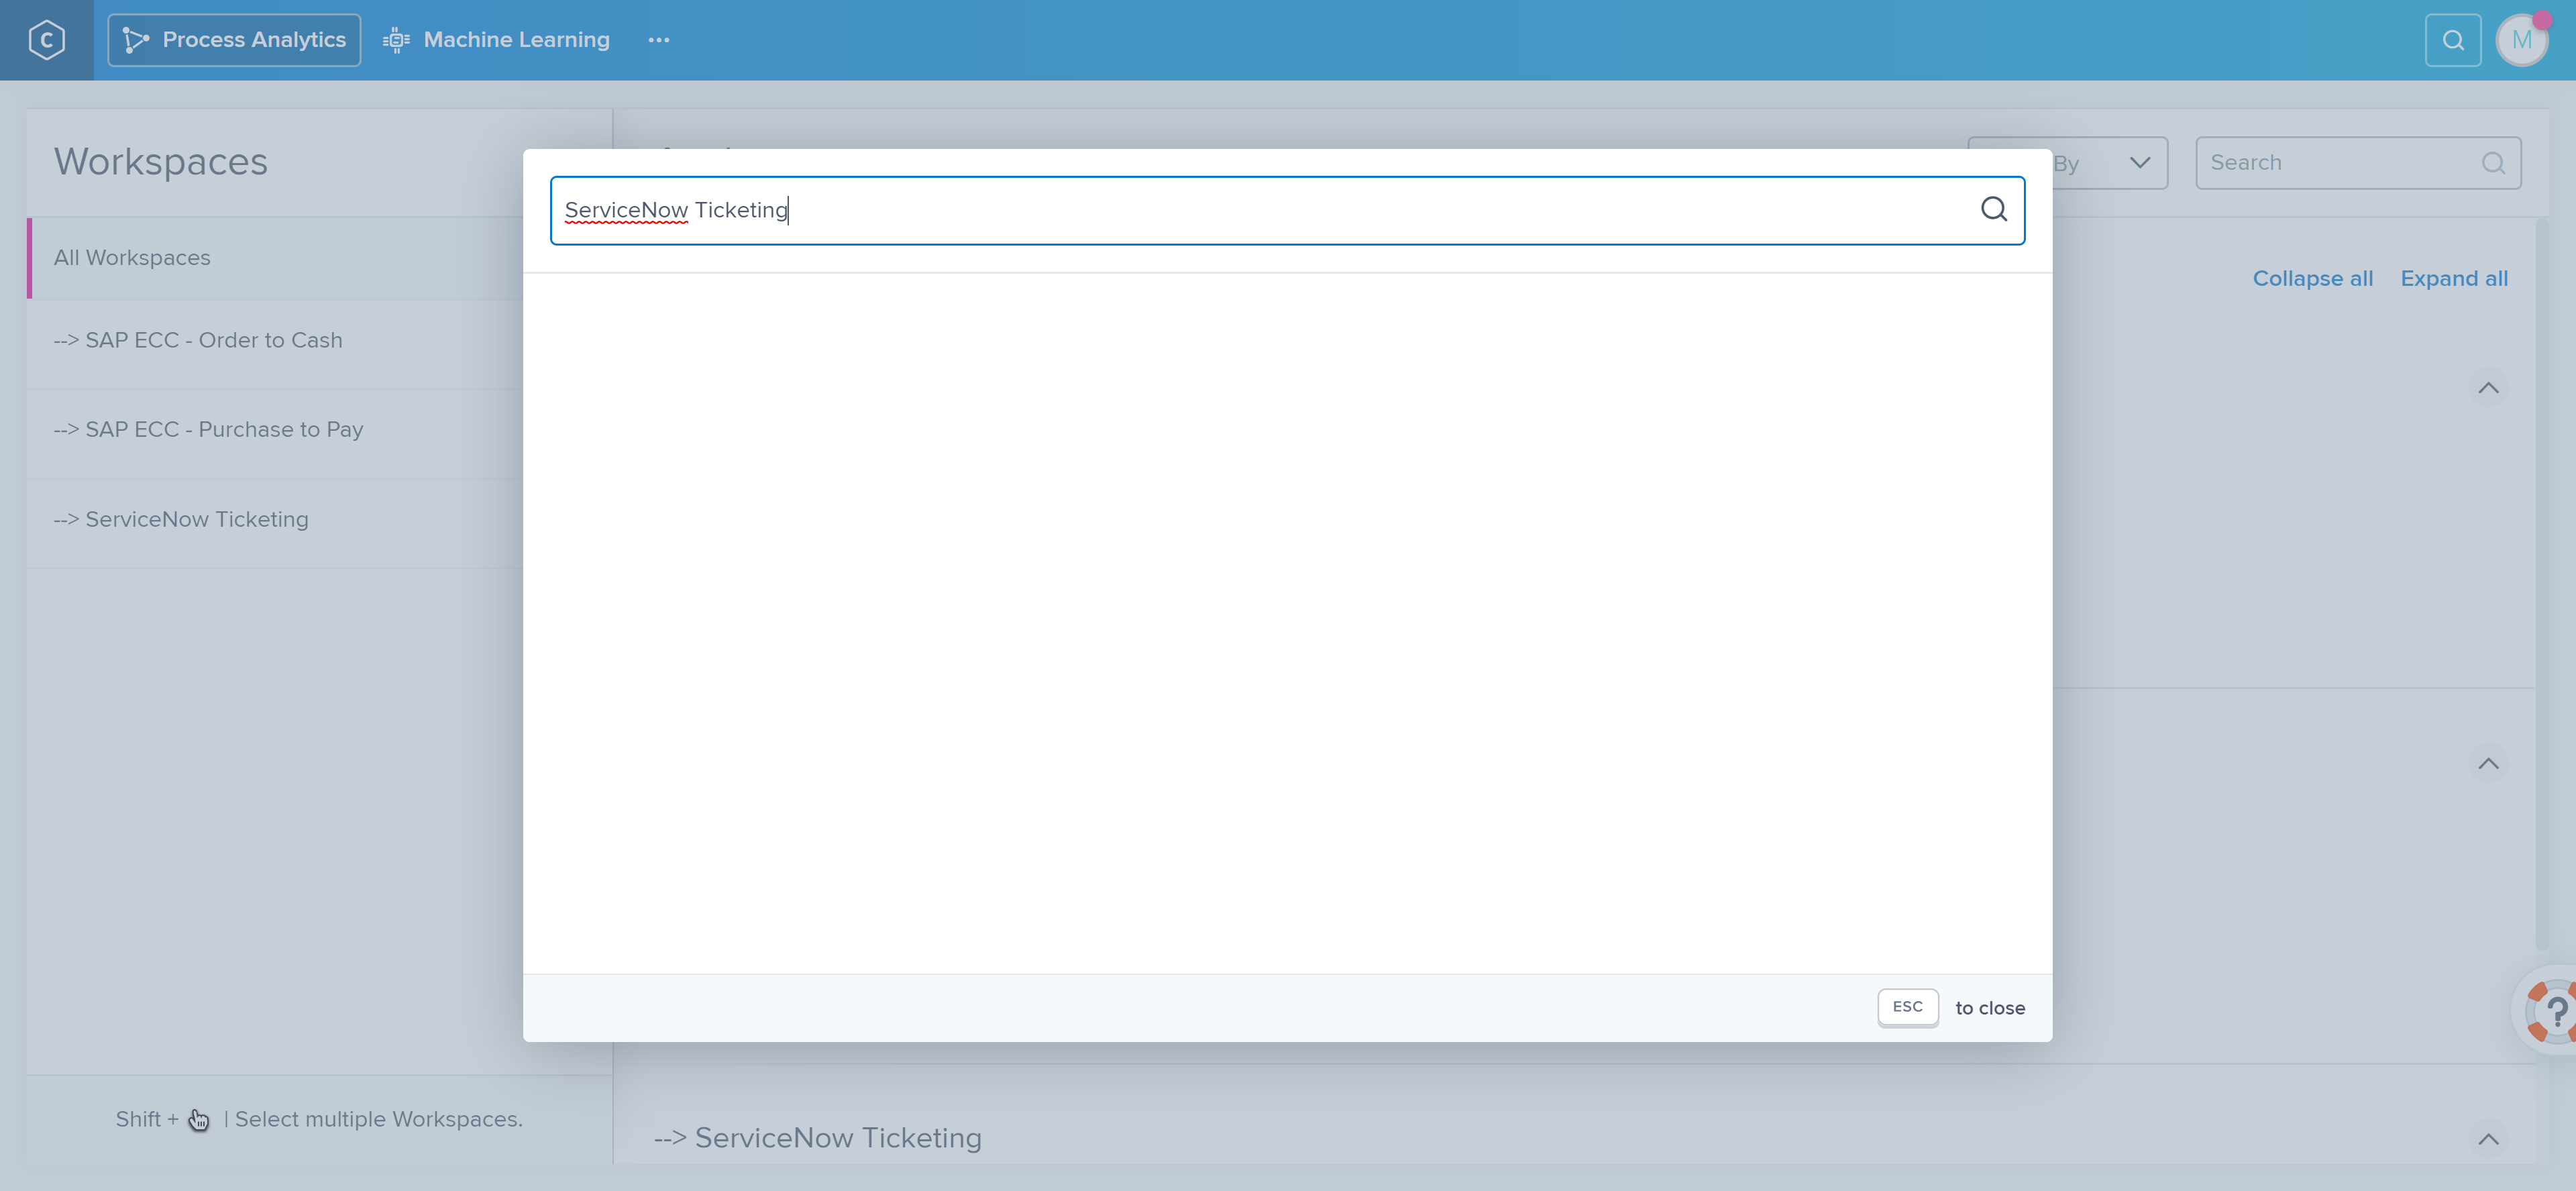 C
Process Analytics
Machine Learning
M
Workspaces
By
Search
ServiceNow Ticketing
All Workspaces
Collapse all
Expand all
--> SAP ECC - Order to Cash
--> SAP ECC - Purchase to Pay
--> ServiceNow Ticketing
ESC to close
?
Shift + | Select multiple Workspaces.
--> ServiceNow Ticketing